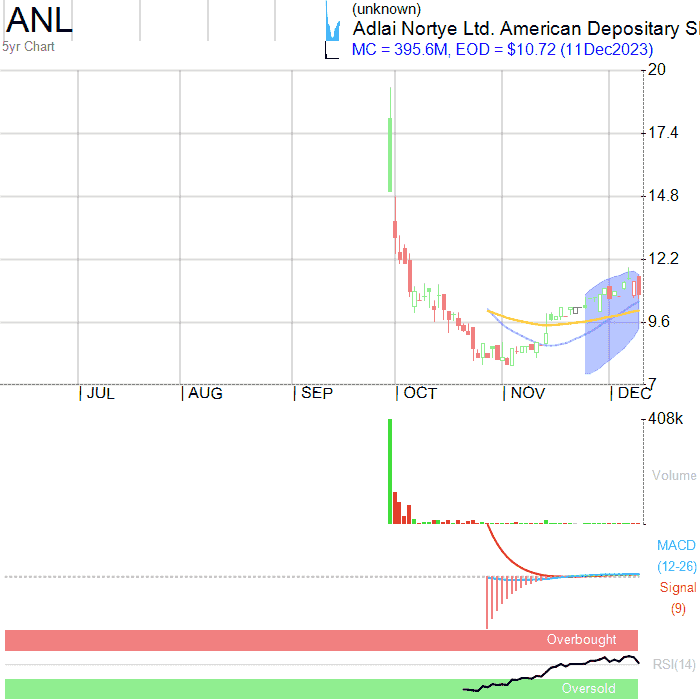 ANL
5yr Chart
(unknown)
Adlai Nortye Ltd. American Depositary S
MC = 395.6M, EOD = $10.72 (11Dec2023)
20
17.4
14.8
12.2
9.6
7
JUL AUG SEP OCT NOV DEC
408k
Volume
MACD
(12-26)
Signal
(9)
Overbought
RSI(14)
Oversold